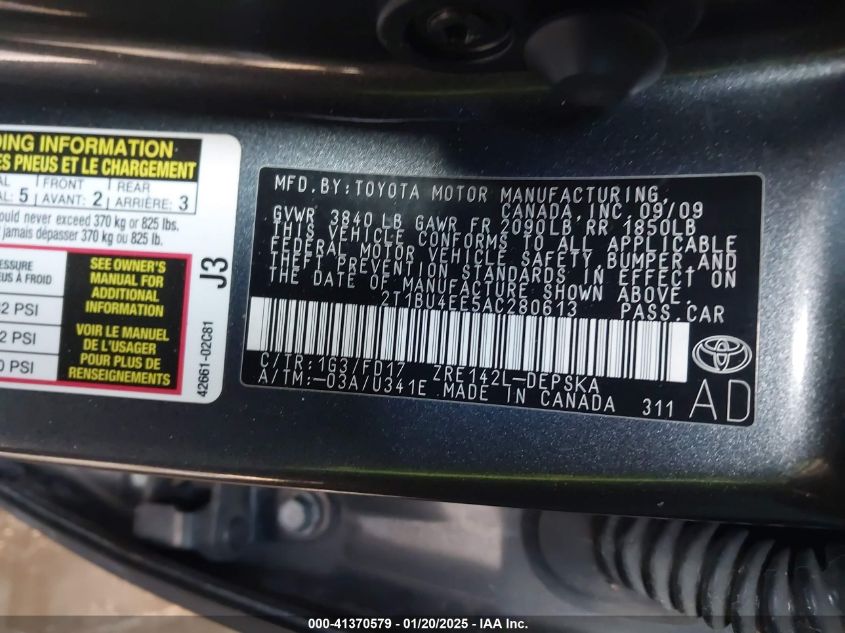 DING INFORMATION
ES PNEUS ET LE CHARGEMENT
AL 5 FRONT AVANT: 2 REAR ARRIÈRE: 3
ould never exceed 370 kg or 825 lbs.
jamais dépasser 370 kg ou 825 lb.
ESSURE
US À FROID
2 PSI
2 PSI
0 PSI
SEE OWNER'S
MANUAL FOR
ADDITIONAL
INFORMATION
VOIR LE MANUEL
DE L'USAGER
POUR PLUS DE
RENSEIGNEMENTS
42661-02C81
J3
MFD.BY:TOYOTA MOTOR MANUFACTURING,
CANADA, INC. 09/09
GVWR 3840 LB GAWR FR 2090LB RR 1850LB
THIS VEHICLE CONFORMS TO ALL APPLICABLE
FEDERAL MOTOR VEHICLE SAFETY, BUMPER AND
THEFT PREVENTION STANDARDS IN EFFECT ON
THE DATE OF MANUFACTURE SHOWN ABOVE.
2T1BU4EE5AC280613 PASS.CAR
C/TR:1G3/FD17 ZRE142L-DEPSKA
A/TM:-03A/U341E MADE IN CANADA 311
AD
000-41370579 - 01/20/2025 - IAA Inc.